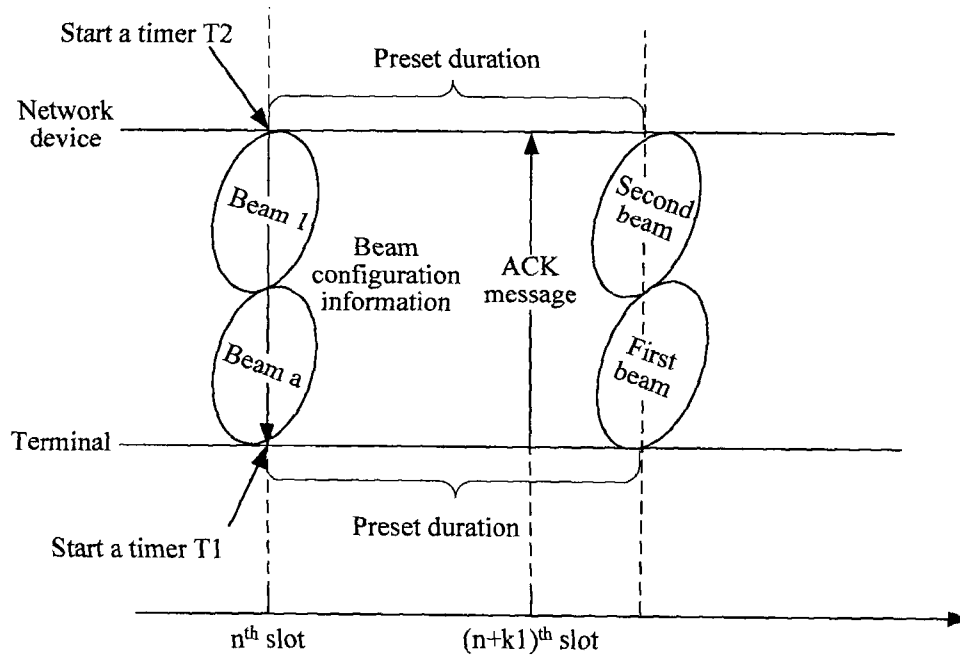 Start a timer T2
Preset duration
Network
device
Beam 1
Second
beam
Beam
configuration
information
ACK
message
Beam a
First
beam
Terminal
Preset duration
Start a timer T1
nth slot
(n+k1)th slot